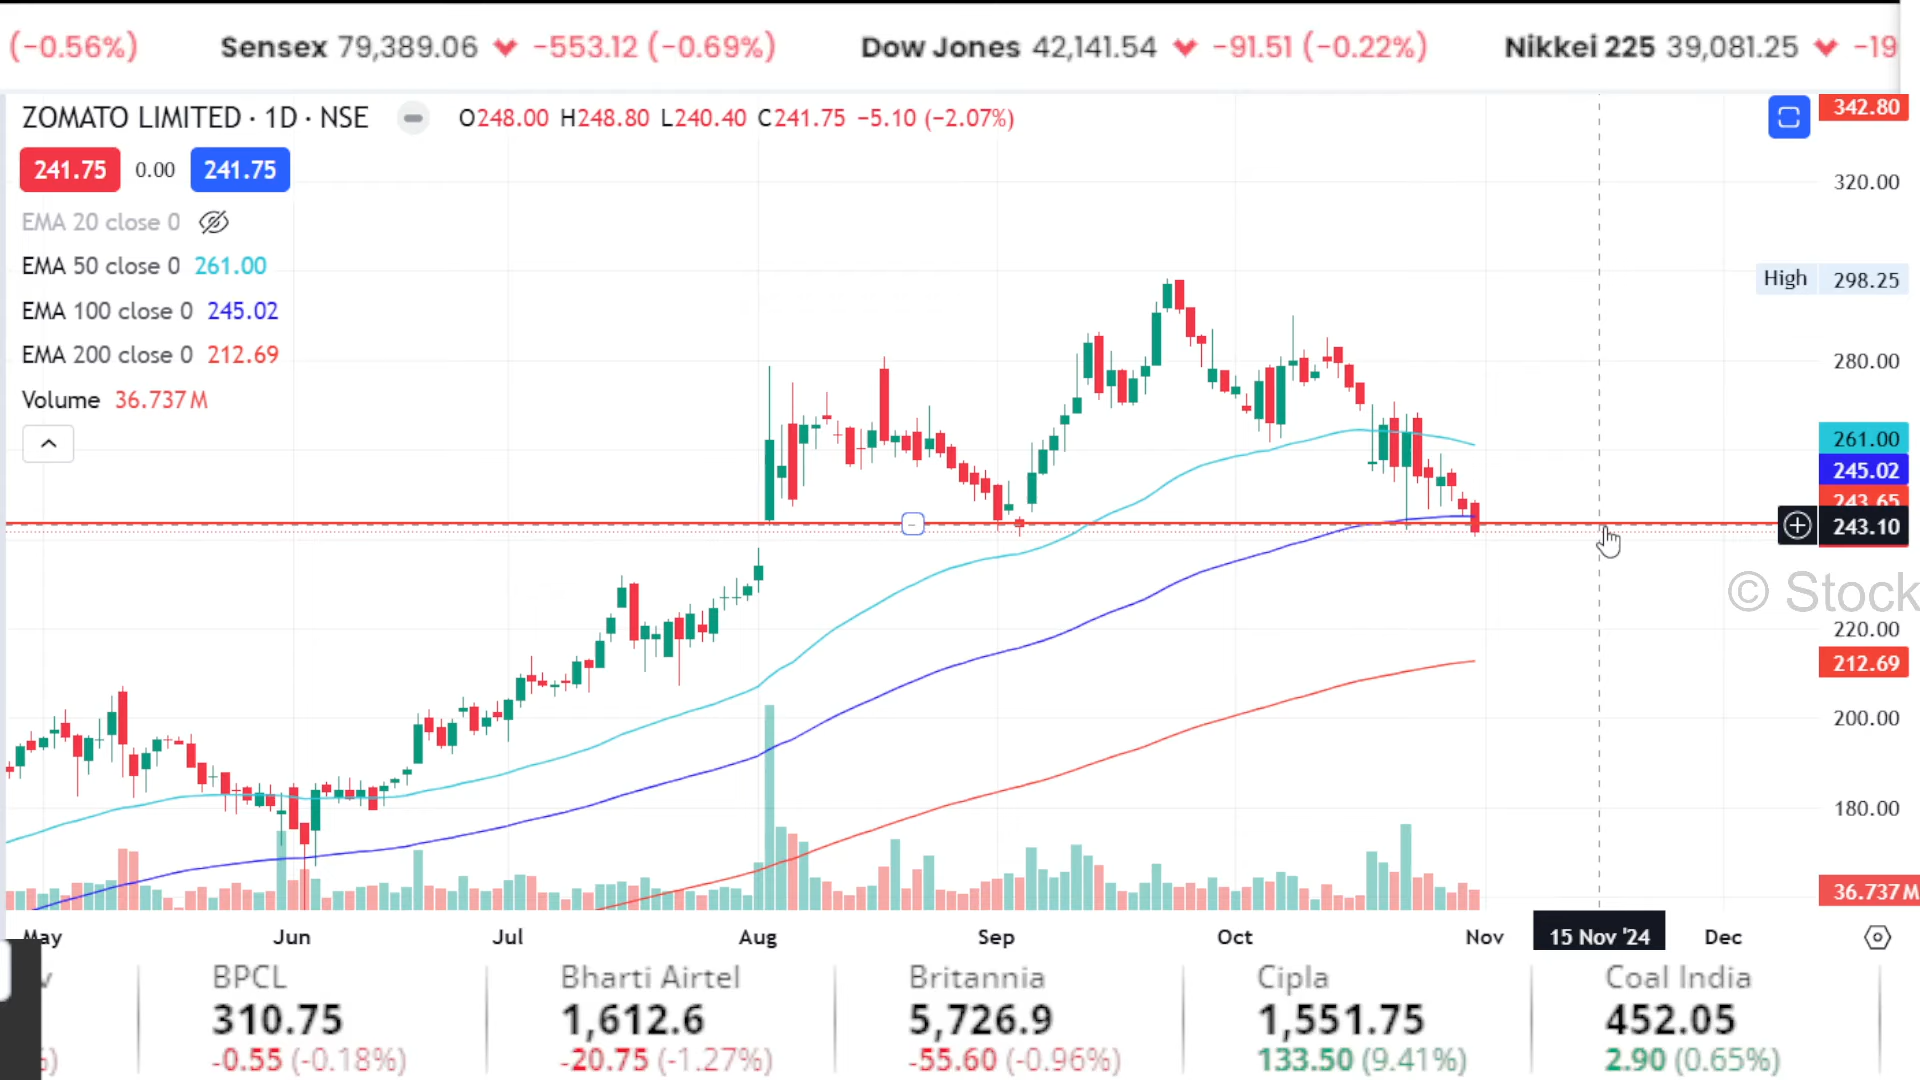 (−0.56%) Sensex 79,389.06 −553.12 (−0.69%) Dow Jones 42,141.54 −91.51 (−0.22%) Nikkei 225 39,081.25 −19
ZOMATO LIMITED · 1D · NSE O248.00 H248.80 L240.40 C241.75 −5.10 (−2.07%)
342.80
241.75 0.00 241.75
320.00
EMA 20 close 0
EMA 50 close 0 261.00
High 298.25
EMA 100 close 0 245.02
EMA 200 close 0 212.69
280.00
Volume 36.737M
261.00
245.02
243.65
243.10
© Stock
220.00
212.69
200.00
180.00
36.737M
May Jun Jul Aug Sep Oct Nov 15 Nov '24 Dec
BPCL Bharti Airtel Britannia Cipla Coal India
310.75 1,612.6 5,726.9 1,551.75 452.05
-0.55 (-0.18%) -20.75 (-1.27%) -55.60 (-0.96%) 133.50 (9.41%) 2.90 (0.65%)